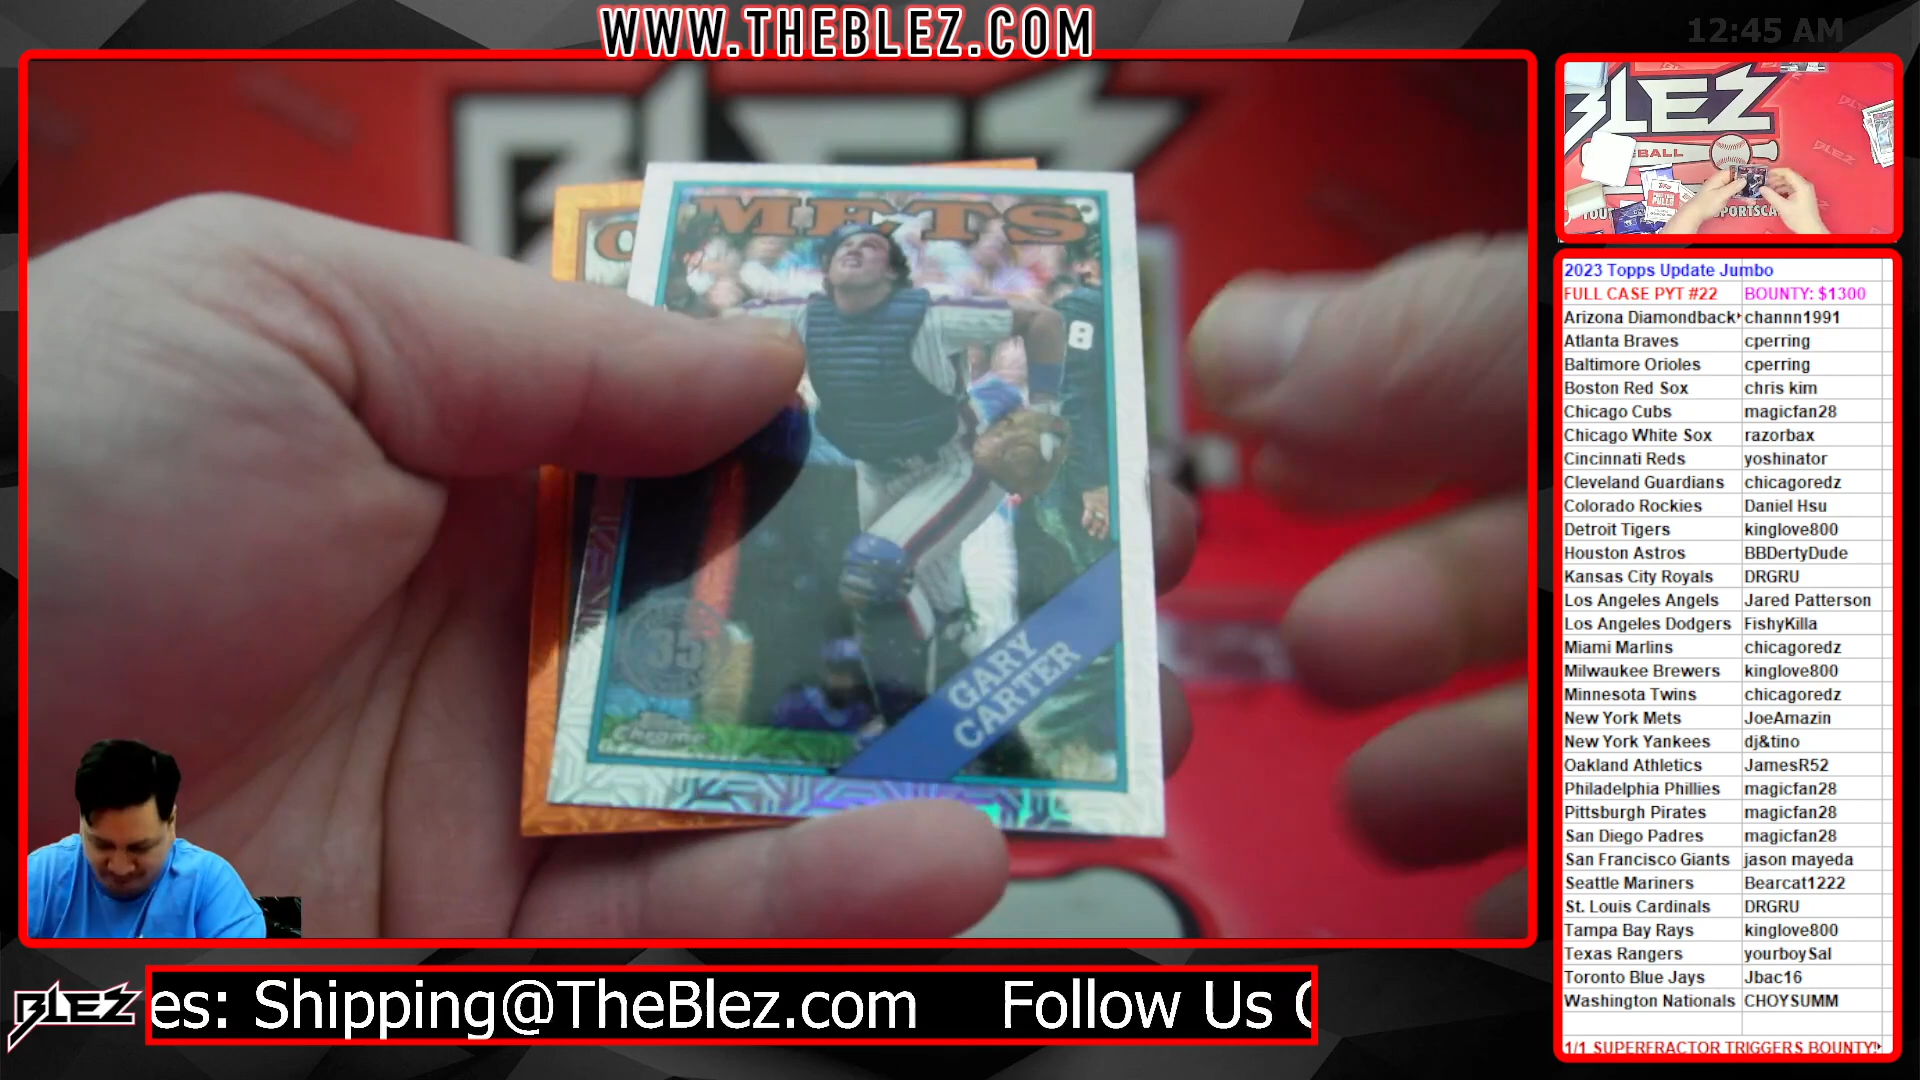 WWW.THEBLEZ.COM
12:45 AM
BLEZ
METS
O
8
35
Chrome
GARY
CARTER
BLEZ
BLEZ
BALL
SPORTSCA
2023 Topps Update Jumbo
FULL CASE PYT #22 BOUNTY: $1300
Arizona Diamondback channn1991
Atlanta Braves cperring
Baltimore Orioles cperring
Boston Red Sox chris kim
Chicago Cubs magicfan28
Chicago White Sox razorbax
Cincinnati Reds yoshinator
Cleveland Guardians chicagoredz
Colorado Rockies Daniel Hsu
Detroit Tigers kinglove800
Houston Astros BBDertyDude
Kansas City Royals DRGRU
Los Angeles Angels Jared Patterson
Los Angeles Dodgers FishyKilla
Miami Marlins chicagoredz
Milwaukee Brewers kinglove800
Minnesota Twins chicagoredz
New York Mets JoeAmazin
New York Yankees dj&tino
Oakland Athletics JamesR52
Philadelphia Phillies magicfan28
Pittsburgh Pirates magicfan28
San Diego Padres magicfan28
San Francisco Giants jason mayeda
Seattle Mariners Bearcat1222
St. Louis Cardinals DRGRU
Tampa Bay Rays kinglove800
Texas Rangers yourboySal
Toronto Blue Jays Jbac16
Washington Nationals CHOYSUMM
1/1 SUPERFRACTOR TRIGGERS BOUNTY!
BLEZ
es: Shipping@TheBlez.com Follow Us